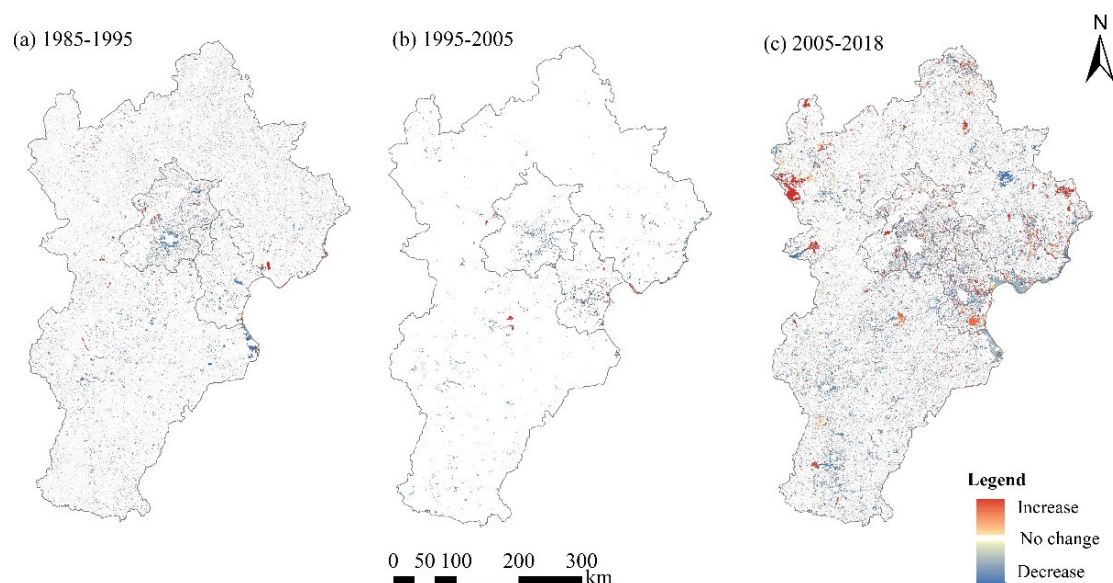 (a) 1985-1995
(b) 1995-2005
(c) 2005-2018
N
Legend
Increase
No change
Decrease
0 50 100 200 300
km